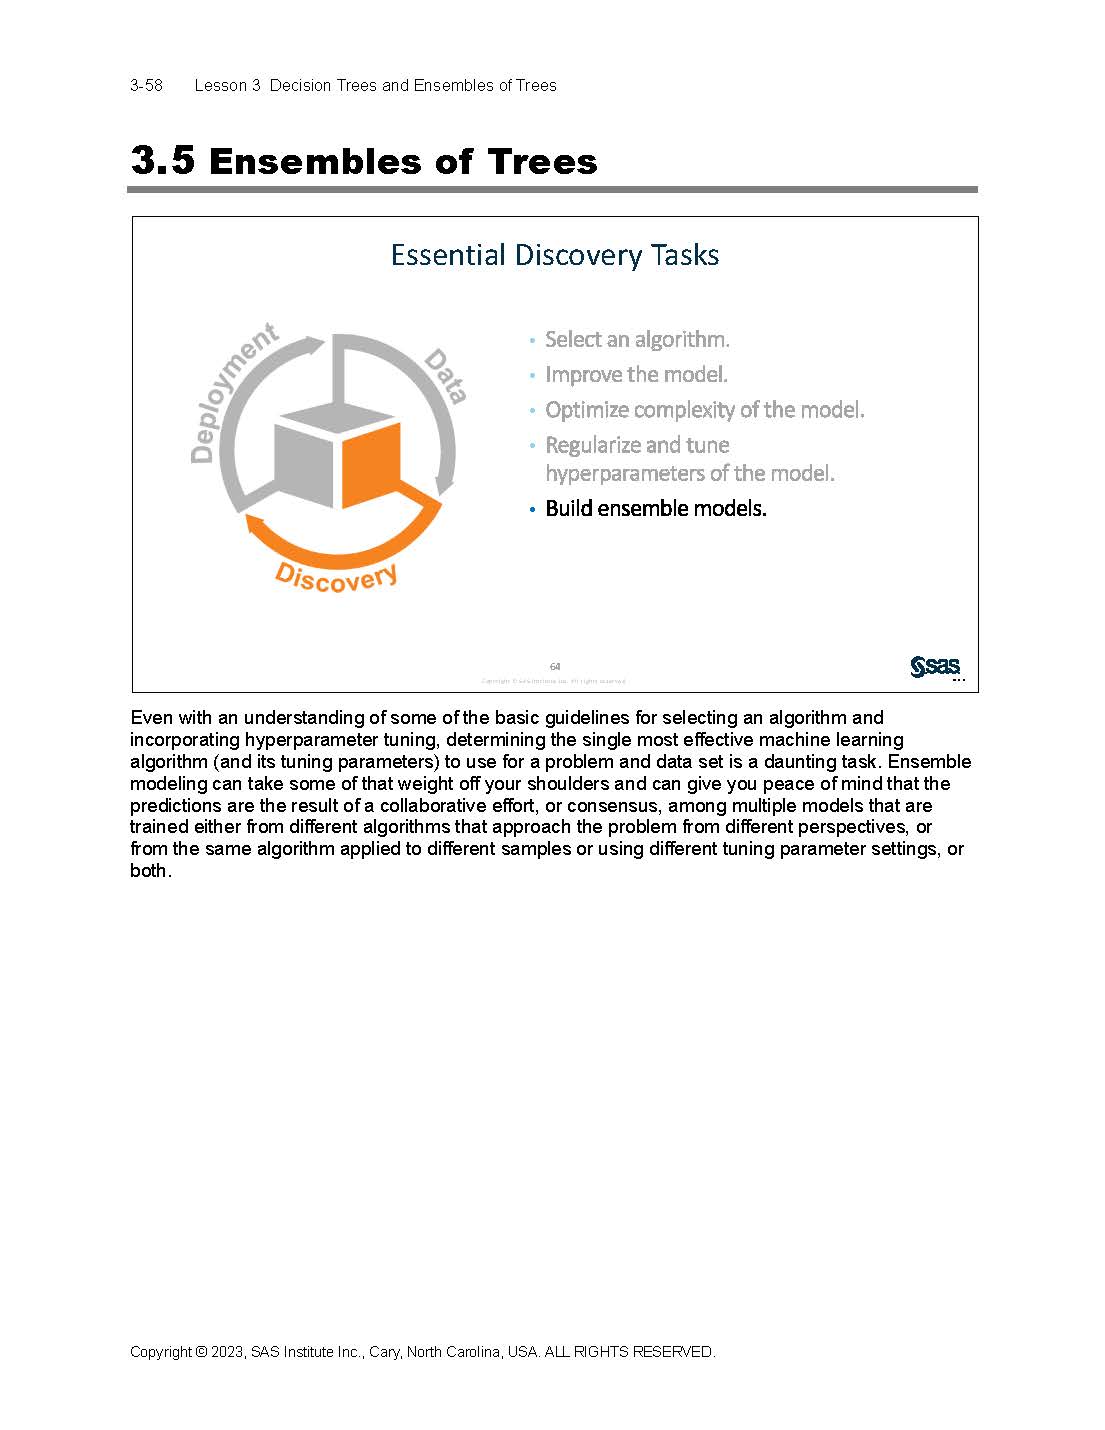 3-58 Lesson 3 Decision Trees and Ensembles of Trees
3.5 Ensembles of Trees
Essential Discovery Tasks
Deployment
Data
Discovery
• Select an algorithm.
• Improve the model.
• Optimize complexity of the model.
• Regularize and tune
hyperparameters of the model.
• Build ensemble models.
64
Copyright © SAS Institute Inc. All rights reserved.
sas
Even with an understanding of some of the basic guidelines for selecting an algorithm and
incorporating hyperparameter tuning, determining the single most effective machine learning
algorithm (and its tuning parameters) to use for a problem and data set is a daunting task. Ensemble
modeling can take some of that weight off your shoulders and can give you peace of mind that the
predictions are the result of a collaborative effort, or consensus, among multiple models that are
trained either from different algorithms that approach the problem from different perspectives, or
from the same algorithm applied to different samples or using different tuning parameter settings, or
both.
Copyright © 2023, SAS Institute Inc., Cary, North Carolina, USA. ALL RIGHTS RESERVED.